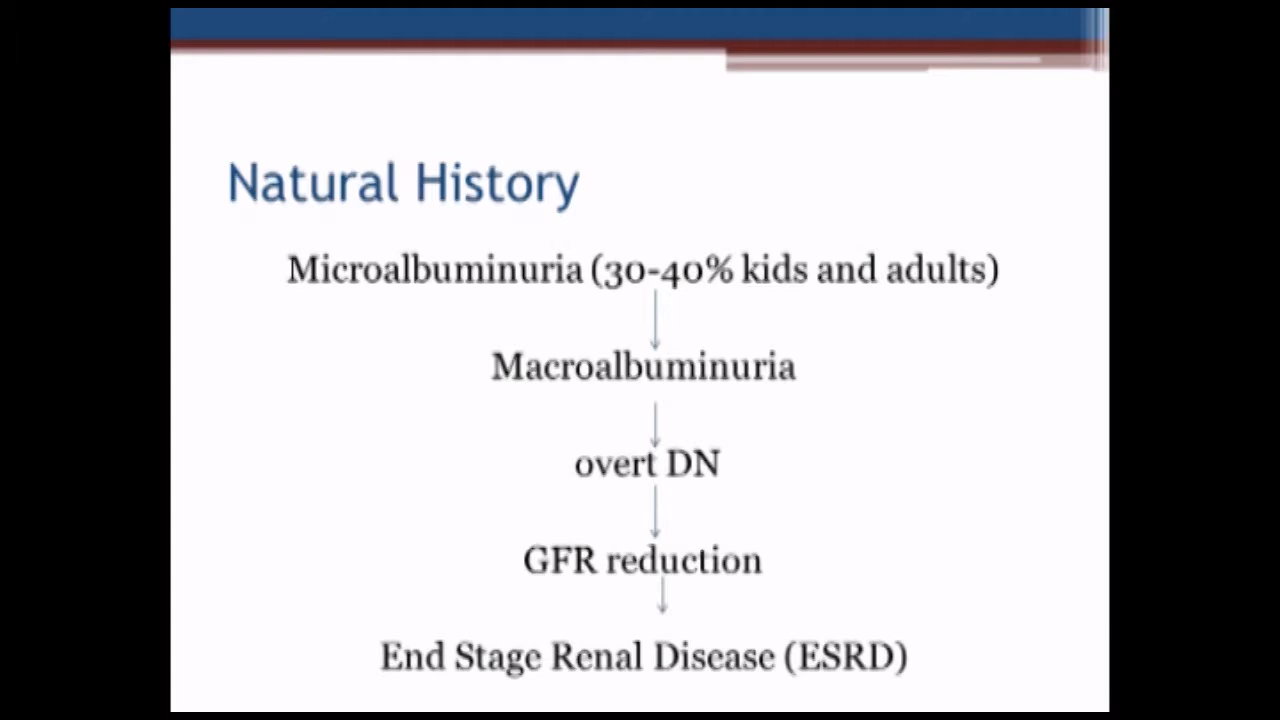 Natural History
Microalbuminuria (30-40% kids and adults)
Macroalbuminuria
overt DN
GFR reduction
End Stage Renal Disease (ESRD)